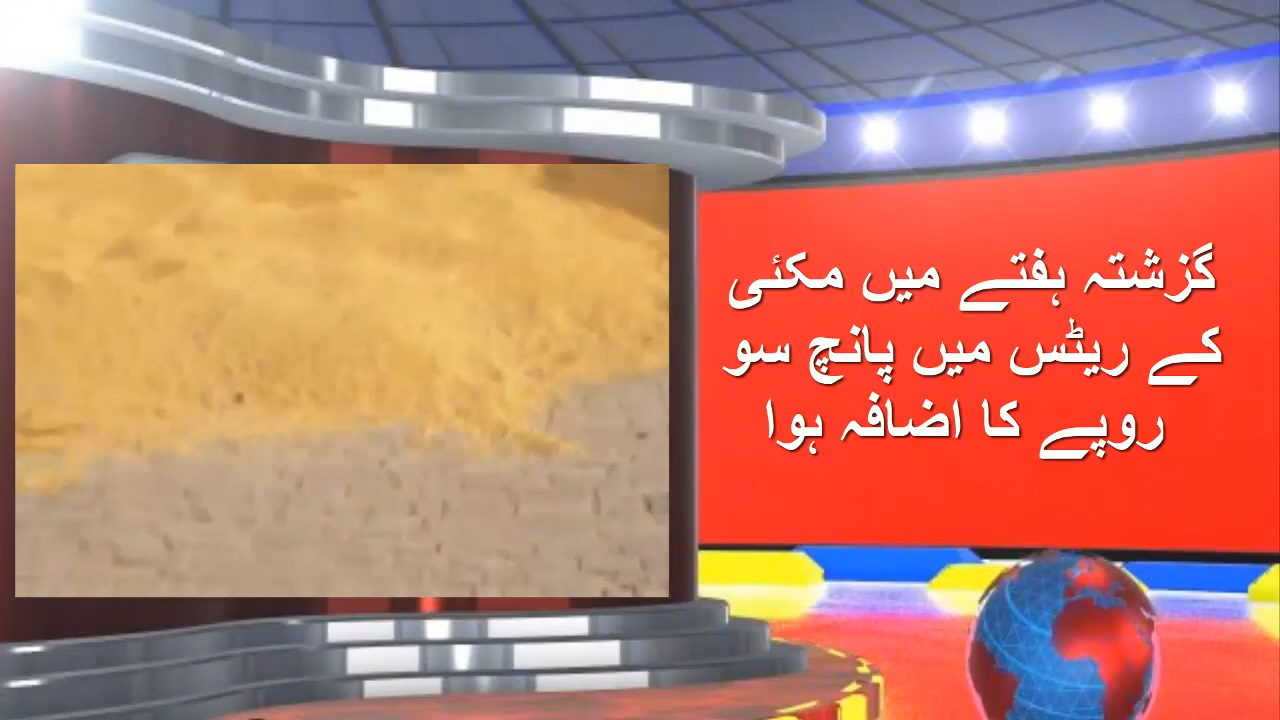 گزشتہ ہفتے میں مکئی
کے ریٹس میں پانچ سو
روپے کا اضافہ ہوا